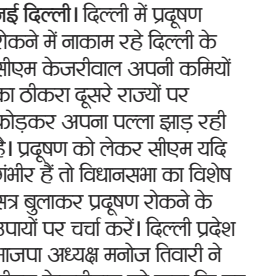 नई दिल्ली। दिल्ली में प्रदूषण
रोकने में नाकाम रहे दिल्ली के
सीएम केजरीवाल अपनी कमियों
का ठीकरा दूसरे राज्यों पर
फोड़कर अपना पल्ला झाड़ रही
है। प्रदूषण को लेकर सीएम यदि
गंभीर हैं तो विधानसभा का विशेष
सत्र बुलाकर प्रदूषण रोकने के
उपायों पर चर्चा करें। दिल्ली प्रदेश
भाजपा अध्यक्ष मनोज तिवारी ने